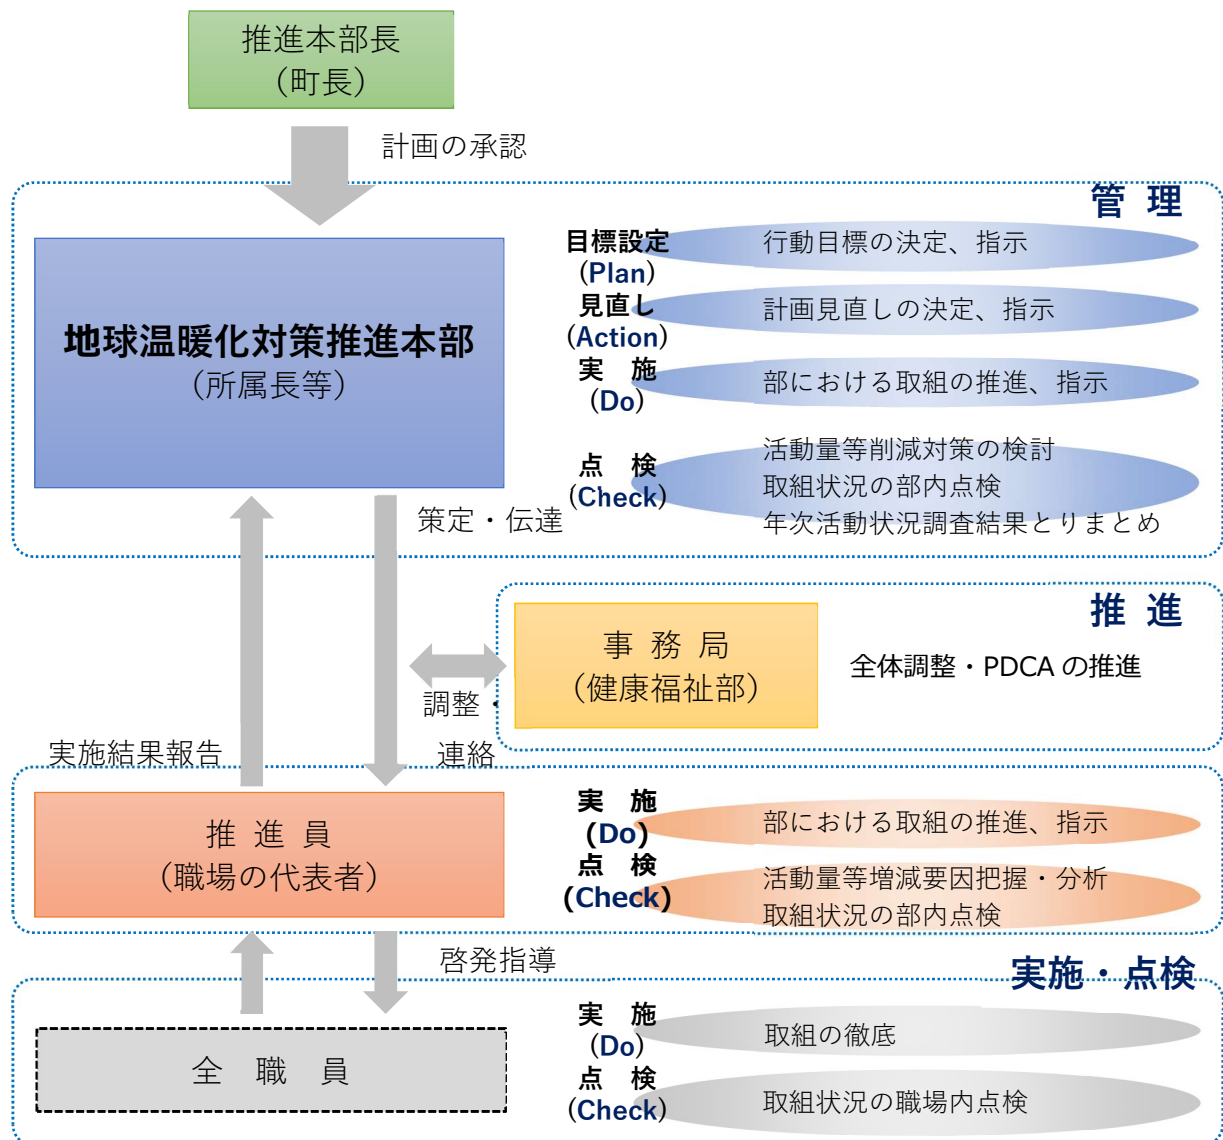 推進本部長
（町長）
計画の承認
管 理
地球温暖化対策推進本部
（所属長等）
目標設定
（Plan）
行動目標の決定、指示
見直し
（Action）
計画見直しの決定、指示
実 施
（Do）
部における取組の推進、指示
点 検
（Check）
活動量等削減対策の検討
取組状況の部内点検
年次活動状況調査結果とりまとめ
策定・伝達
推 進
事 務 局
（健康福祉部）
全体調整・PDCA の推進
調整・
連絡
実施結果報告
推 進 員
（職場の代表者）
実 施
(Do)
部における取組の推進、指示
点 検
(Check)
活動量等増減要因把握・分析
取組状況の部内点検
啓発指導
実施・点検
全 職 員
実 施
（Do）
取組の徹底
点 検
（Check）
取組状況の職場内点検